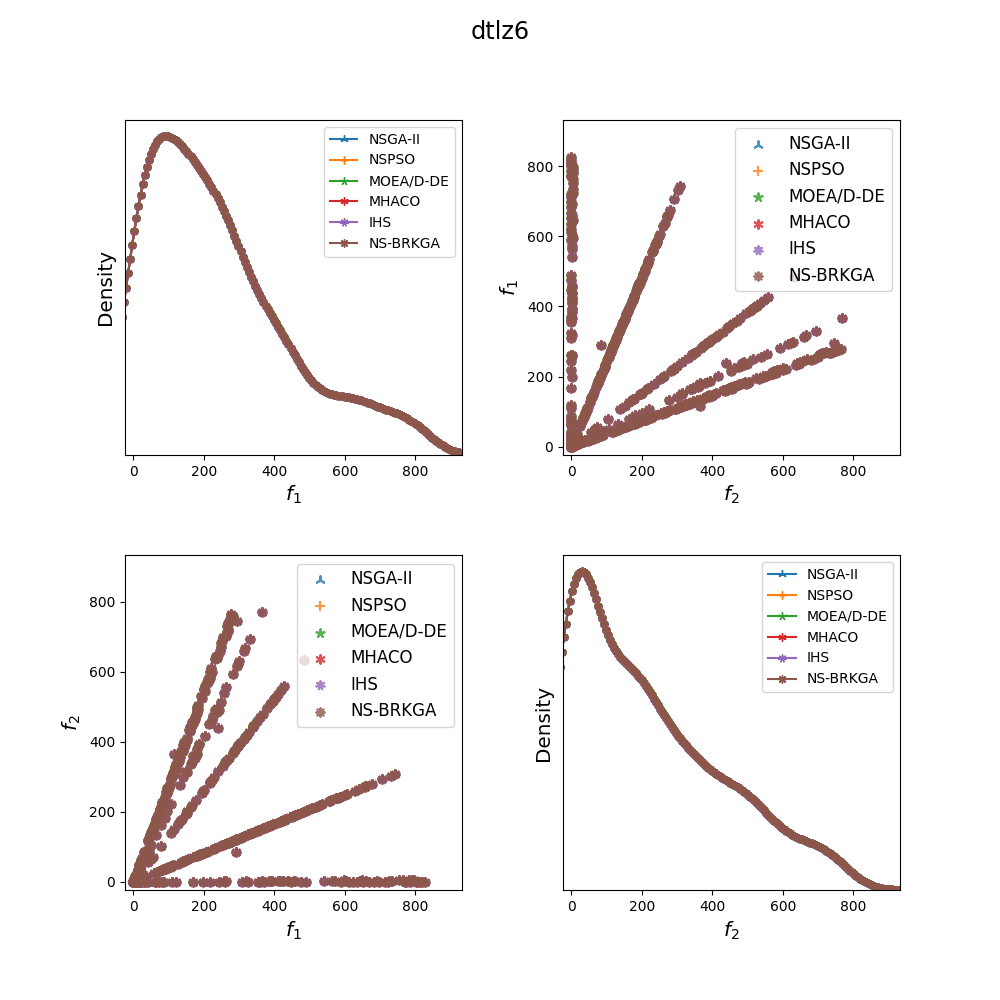 dtlz6
Density
NSGA-II
NSPSO
MOEA/D-DE
MHACO
IHS
NS-BRKGA
0 200 400 600 800
f1
f1
800
600
400
200
0
NSGA-II
NSPSO
MOEA/D-DE
MHACO
IHS
NS-BRKGA
0 200 400 600 800
f2
f2
800
600
400
200
0
NSGA-II
NSPSO
MOEA/D-DE
MHACO
IHS
NS-BRKGA
0 200 400 600 800
f1
Density
NSGA-II
NSPSO
MOEA/D-DE
MHACO
IHS
NS-BRKGA
0 200 400 600 800
f2